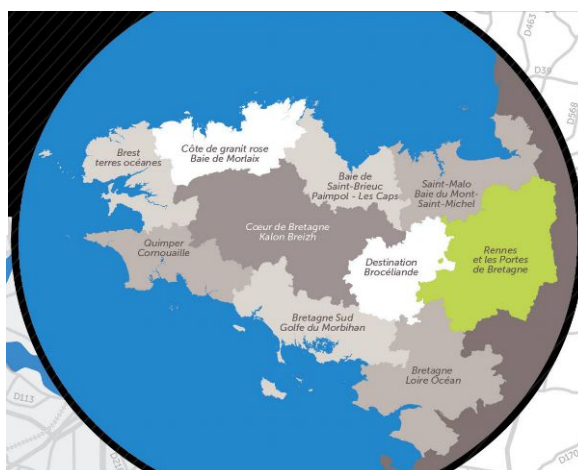 D463
D39
D568
Brest
terres océanes
Côte de granit rose
Baie de Morlaix
Baie de
Saint-Brieuc
Paimpol - Les Caps
Saint-Malo
Baie du Mont-
Saint-Michel
Cœur de Bretagne
Kalon Breizh
Quimper
Cornouaille
Destination
Brocéliande
Rennes
et les Portes
de Bretagne
Bretagne Sud
Golfe du Morbihan
Bretagne
Loire Océan
D113
D170